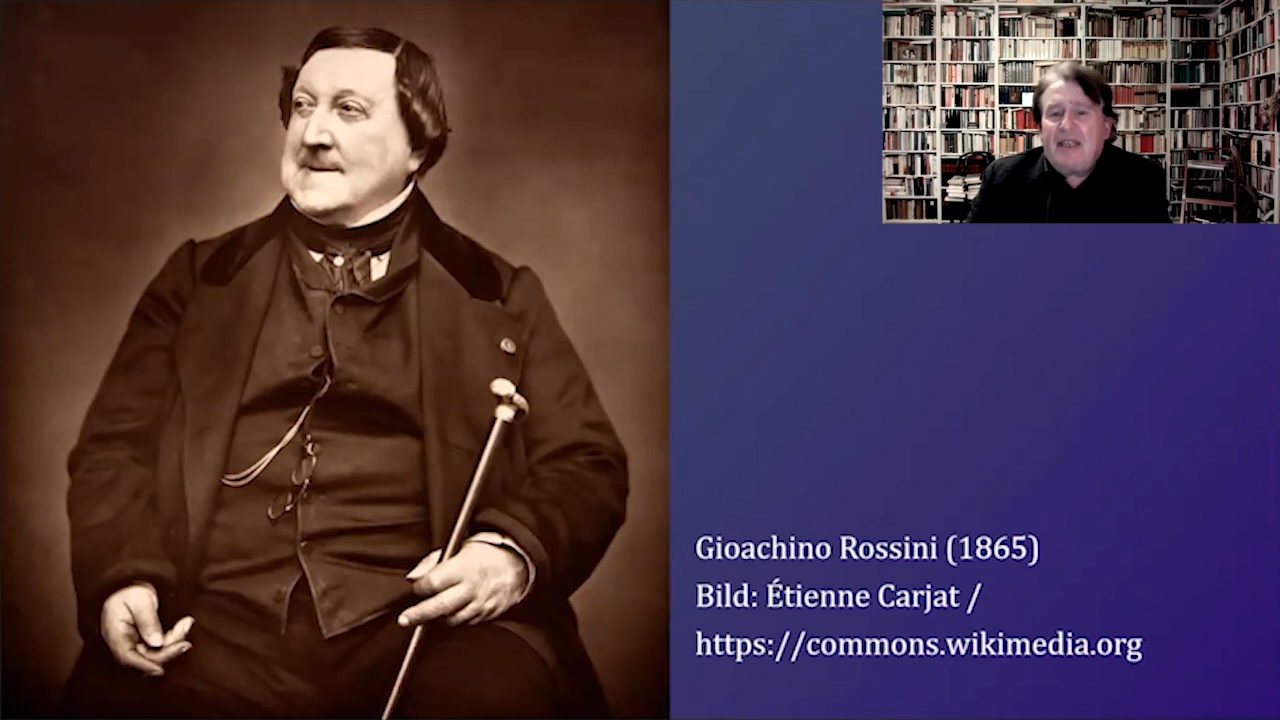 Gioachino Rossini (1865)
Bild: Étienne Carjat /
https://commons.wikimedia.org